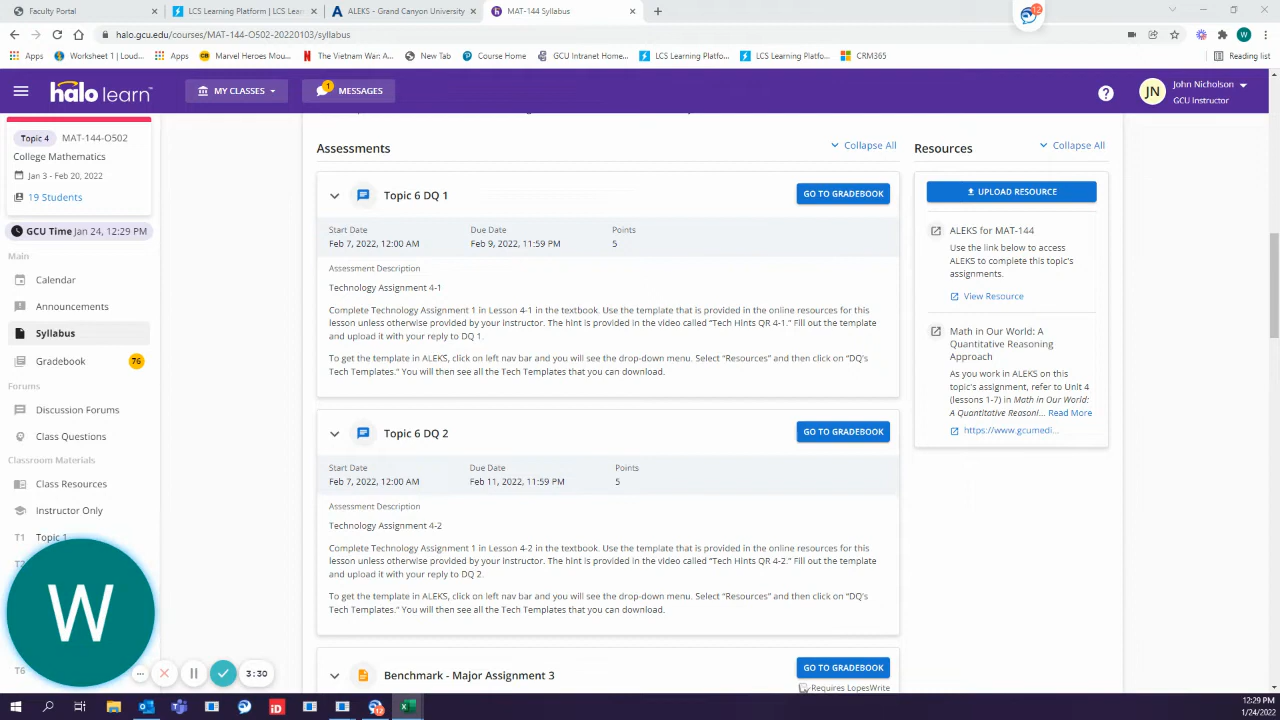 Faculty Portal
LCS Learning Platform | LCS Lear
ALEKS - Grand Canyon University
MAT-144 Syllabus
halo.gcu.edu/courses/MAT-144-O502-20220103/syllabus
W
Apps
Worksheet 1 | Loud...
Apps
Marvel Heroes Mou...
The Vietnam War: A...
New Tab
Course Home
GCU Intranet Home...
LCS Learning Platfo...
LCS Learning Platfo...
CRM365
Reading list
halo learn
MY CLASSES
1
MESSAGES
?
JN
John Nicholson
GCU Instructor
Topic 4
MAT-144-O502
College Mathematics
Jan 3 - Feb 20, 2022
19 Students
GCU Time Jan 24, 12:29 PM
Main
Calendar
Announcements
Syllabus
Gradebook
76
Forums
Discussion Forums
Class Questions
Classroom Materials
Class Resources
Instructor Only
T1 Topic 1
W
T6
3:30
Assessments
Collapse All
Topic 6 DQ 1
GO TO GRADEBOOK
Start Date
Due Date
Points
Feb 7, 2022, 12:00 AM
Feb 9, 2022, 11:59 PM
5
Assessment Description
Technology Assignment 4-1
Complete Technology Assignment 1 in Lesson 4-1 in the textbook. Use the template that is provided in the online resources for this
lesson unless otherwise provided by your instructor. The hint is provided in the video called "Tech Hints QR 4-1." Fill out the template
and upload it with your reply to DQ 1.
To get the template in ALEKS, click on left nav bar and you will see the drop-down menu. Select "Resources" and then click on "DQ's
Tech Templates." You will then see all the Tech Templates that you can download.
Topic 6 DQ 2
GO TO GRADEBOOK
Start Date
Due Date
Points
Feb 7, 2022, 12:00 AM
Feb 11, 2022, 11:59 PM
5
Assessment Description
Technology Assignment 4-2
Complete Technology Assignment 1 in Lesson 4-2 in the textbook. Use the template that is provided in the online resources for this
lesson unless otherwise provided by your instructor. The hint is provided in the video called "Tech Hints QR 4-2." Fill out the template
and upload it with your reply to DQ 2.
To get the template in ALEKS, click on left nav bar and you will see the drop-down menu. Select "Resources" and then click on "DQ's
Tech Templates." You will then see all the Tech Templates that you can download.
Benchmark - Major Assignment 3
GO TO GRADEBOOK
Requires LopesWrite
Resources
Collapse All
UPLOAD RESOURCE
ALEKS for MAT-144
Use the link below to access
ALEKS to complete this topic's
assignments.
View Resource
Math in Our World: A
Quantitative Reasoning
Approach
As you work in ALEKS on this
topic's assignment, refer to Unit 4
(lessons 1-7) in Math in Our World:
A Quantitative Reasoni... Read More
https://www.gcumedi...
12:29 PM
1/24/2022